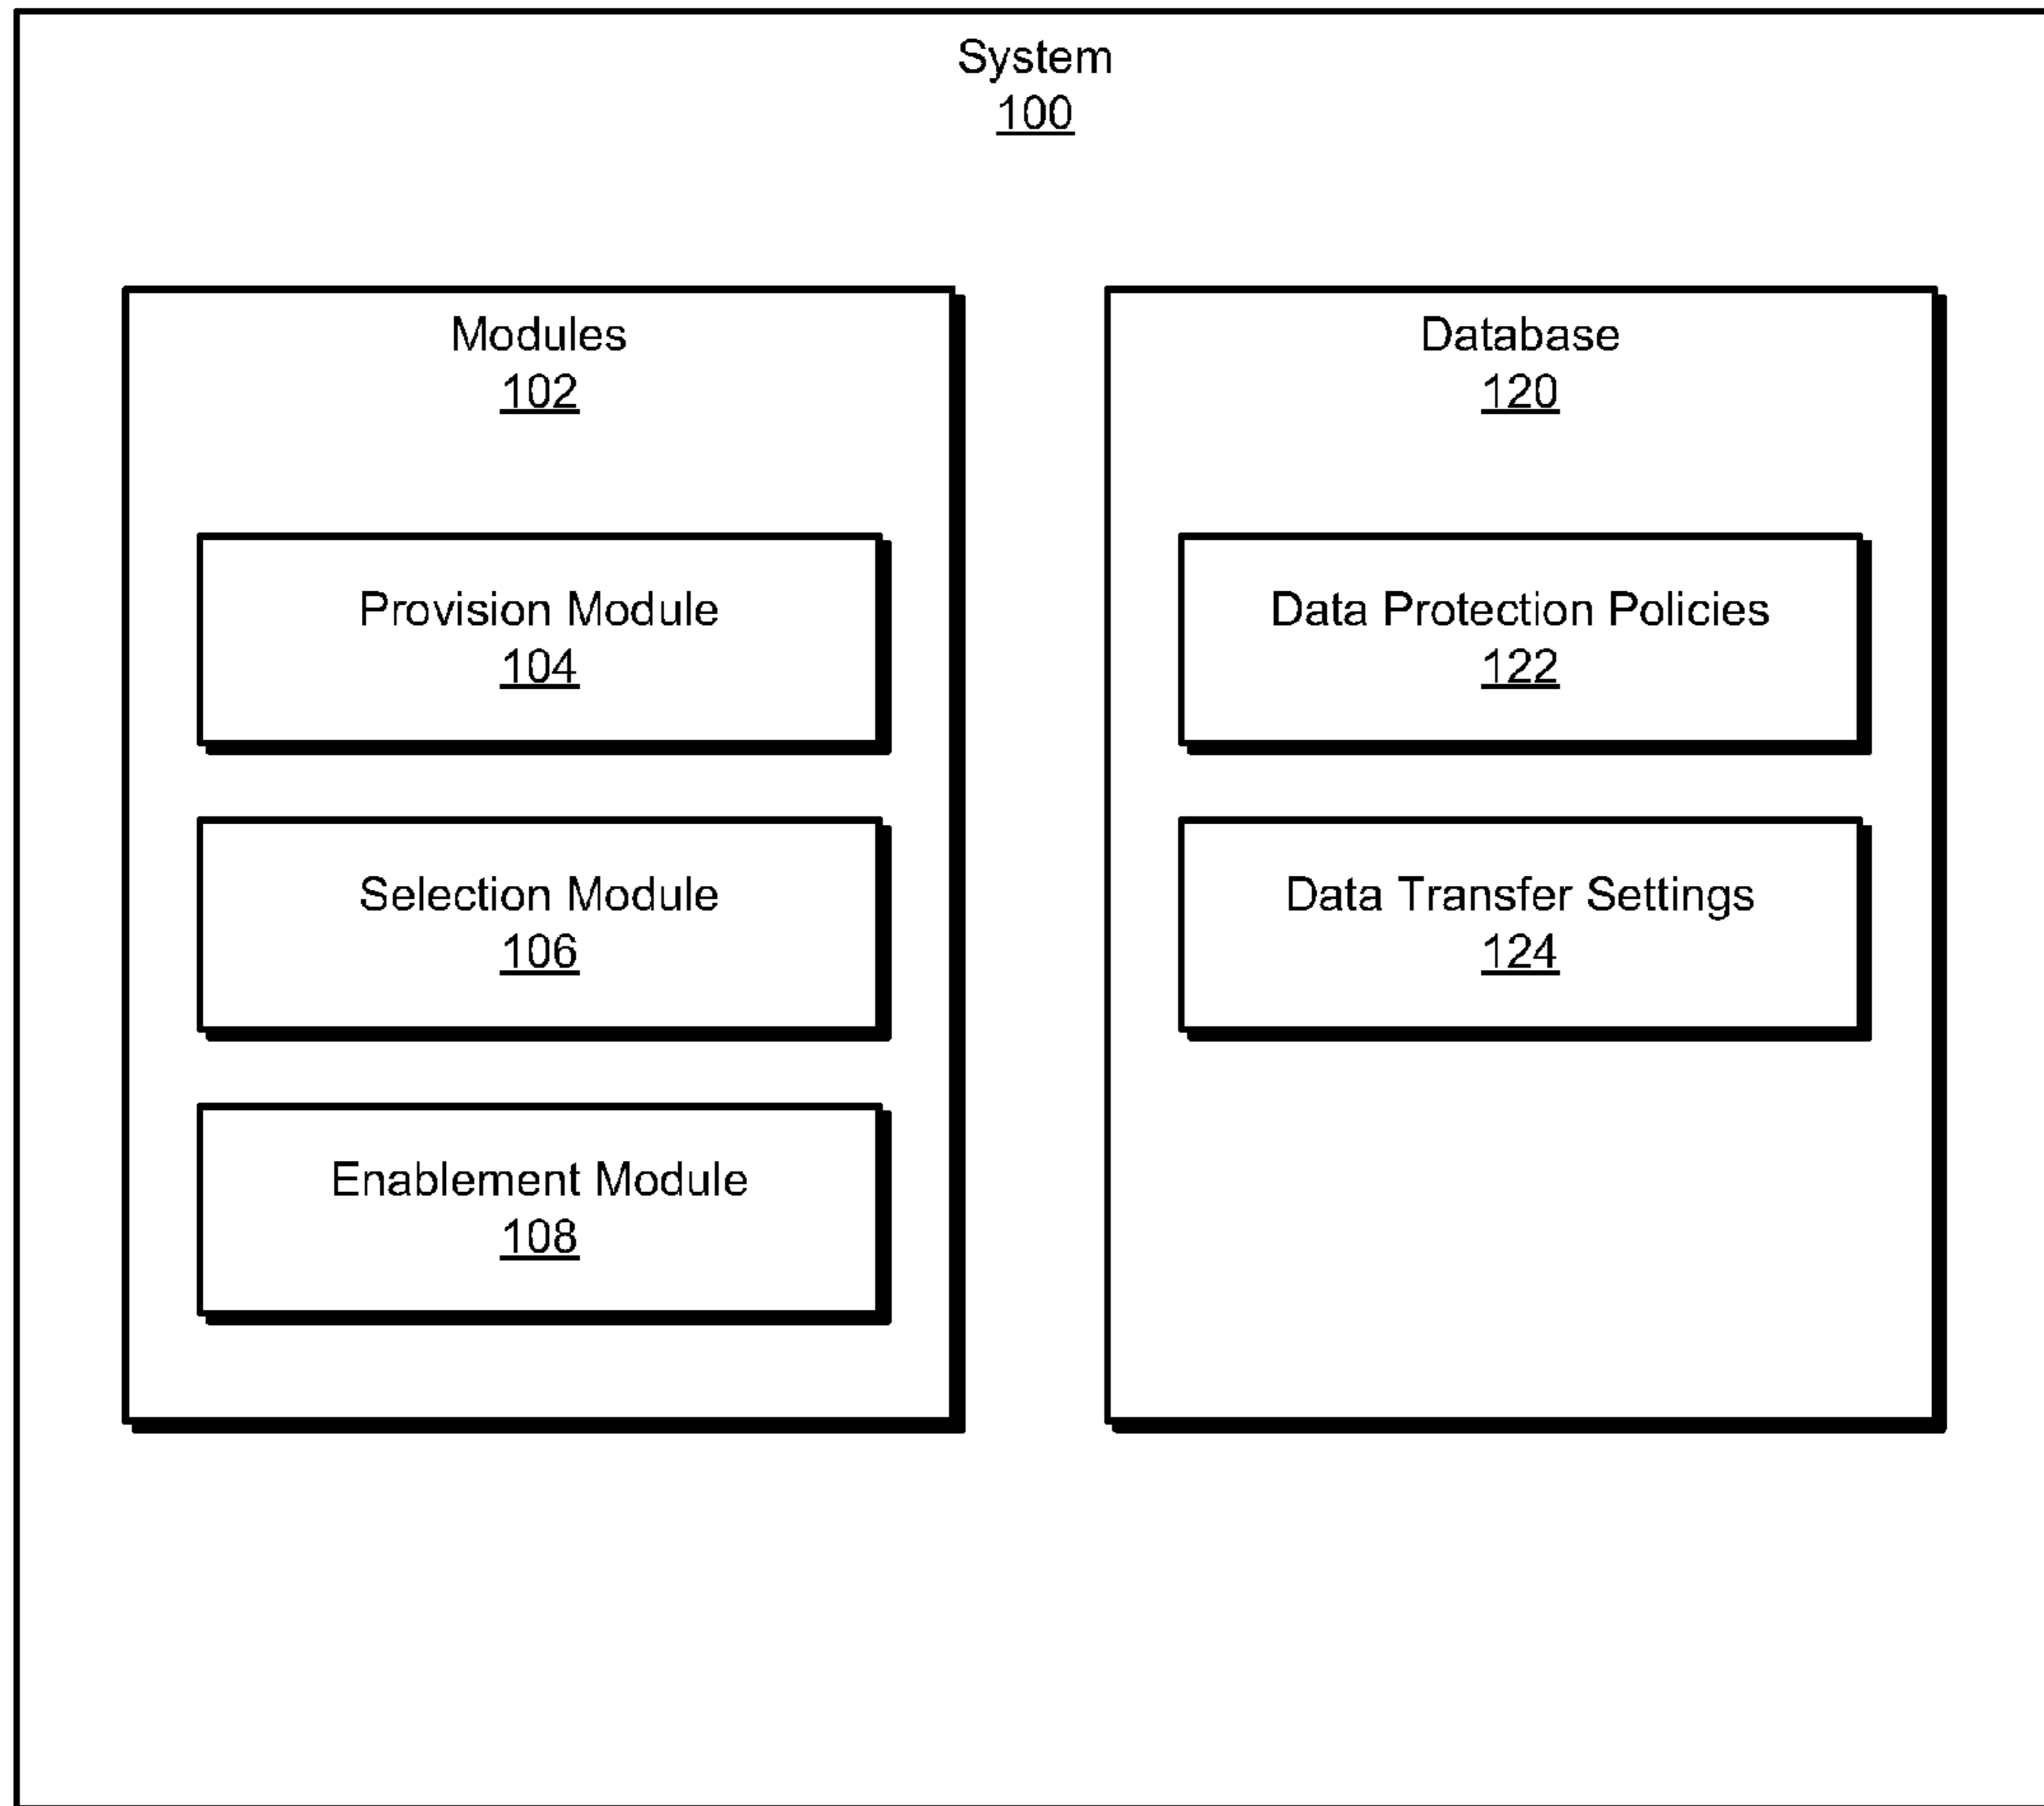 System
100
Modules
102
Provision Module
104
Selection Module
106
Enablement Module
108
Database
120
Data Protection Policies
122
Data Transfer Settings
124